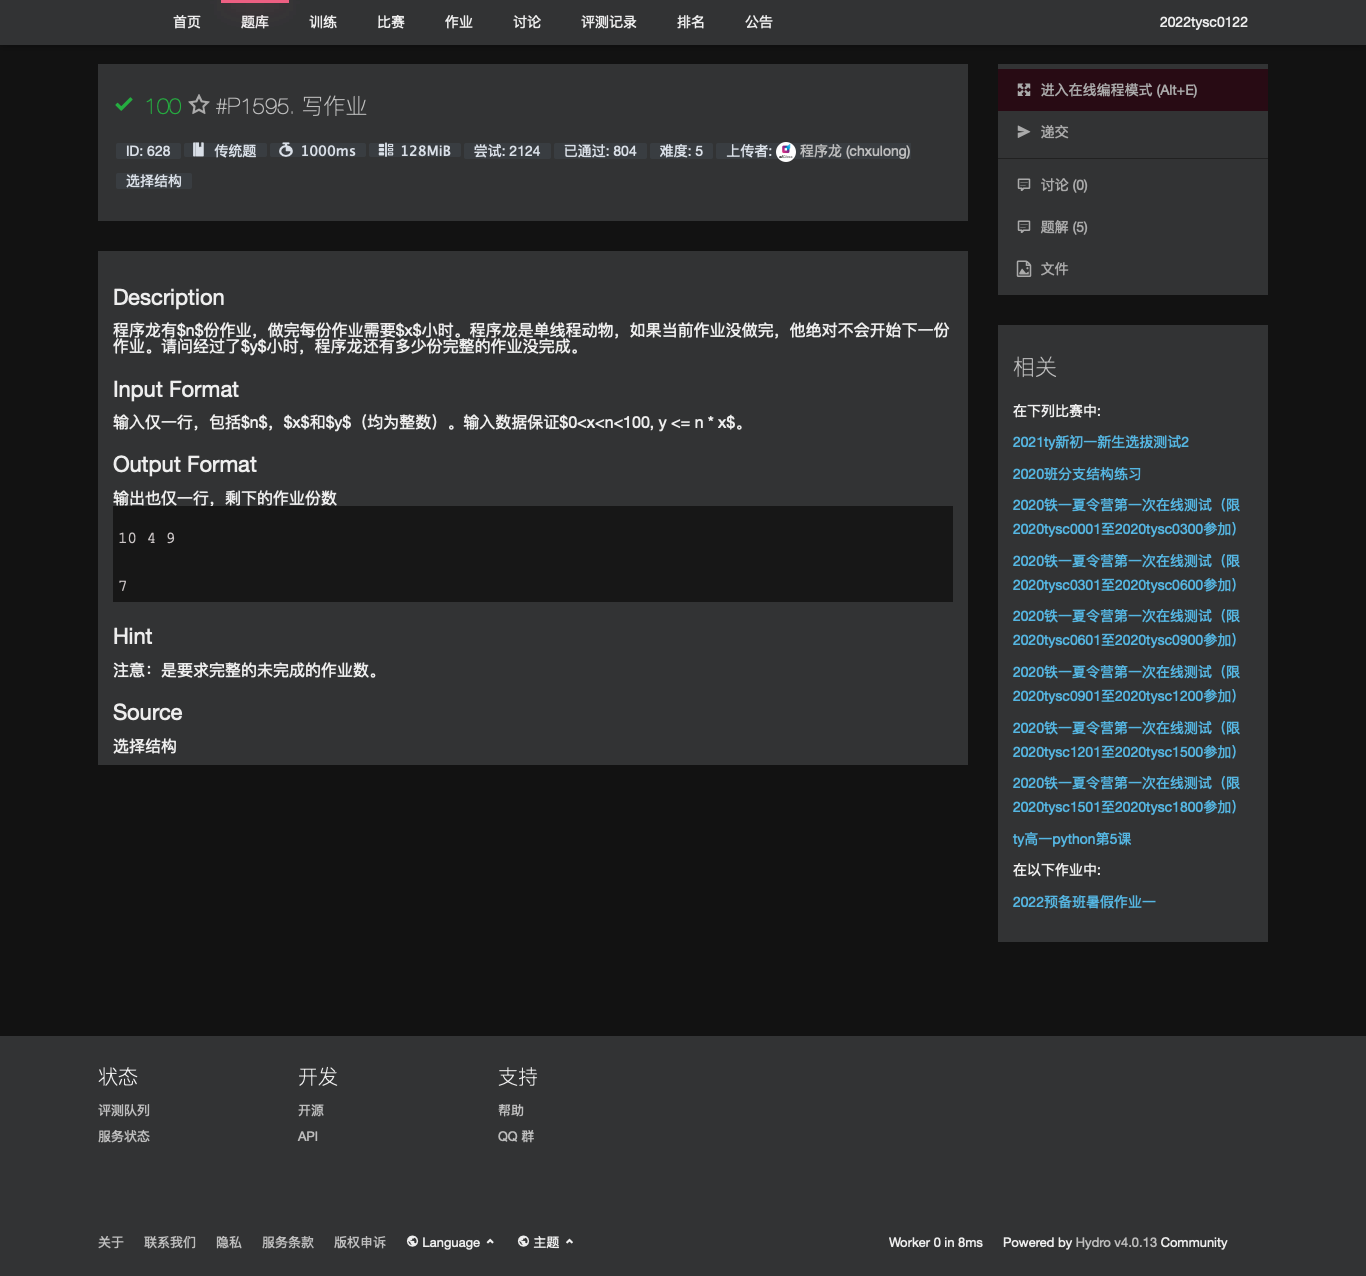 首页 题库 训练 比赛 作业 讨论 评测记录 排名 公告 2022tysc0122
100 #P1595. 写作业
ID: 628 传统题 1000ms 128MiB 尝试: 2124 已通过: 804 难度: 5 上传者: 程序龙 (chxulong)
选择结构
Description
程序龙有$n$份作业，做完每份作业需要$x$小时。程序龙是单线程动物，如果当前作业没做完，他绝对不会开始下一份
作业。请问经过了$y$小时，程序龙还有多少份完整的作业没完成。
Input Format
输入仅一行，包括$n$，$x$和$y$（均为整数）。输入数据保证$0<x<n<100, y <= n * x$。
Output Format
输出也仅一行，剩下的作业份数
10 4 9
7
Hint
注意：是要求完整的未完成的作业数。
Source
选择结构
进入在线编程模式 (Alt+E)
递交
讨论 (0)
题解 (5)
文件
相关
在下列比赛中:
2021ty新初一新生选拔测试2
2020班分支结构练习
2020铁一夏令营第一次在线测试（限
2020tysc0001至2020tysc0300参加）
2020铁一夏令营第一次在线测试（限
2020tysc0301至2020tysc0600参加）
2020铁一夏令营第一次在线测试（限
2020tysc0601至2020tysc0900参加）
2020铁一夏令营第一次在线测试（限
2020tysc0901至2020tysc1200参加）
2020铁一夏令营第一次在线测试（限
2020tysc1201至2020tysc1500参加）
2020铁一夏令营第一次在线测试（限
2020tysc1501至2020tysc1800参加）
ty高一python第5课
在以下作业中:
2022预备班暑假作业一
状态
评测队列
服务状态
开发
开源
API
支持
帮助
QQ 群
关于 联系我们 隐私 服务条款 版权申诉 Language 主题 Worker 0 in 8ms Powered by Hydro v4.0.13 Community